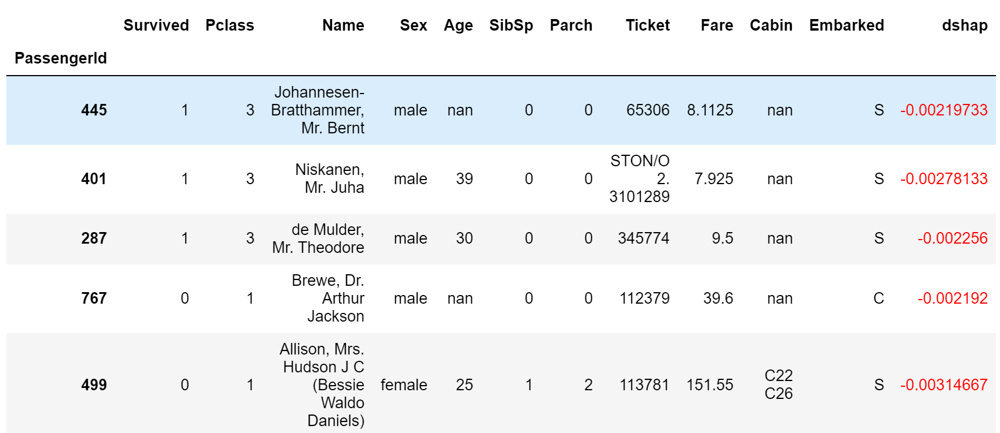 Survived Pclass Name Sex Age SibSp Parch Ticket Fare Cabin Embarked dshap
PassengerId
Johannesen-
445 1 3 Bratthammer, male nan 0 0 65306 8.1125 nan S -0.00219733
Mr. Bernt
STON/O
401 1 3 Niskanen, Mr. Juha male 39 0 0 2. 7.925 nan S -0.00278133
3101289
287 1 3 de Mulder, Mr. Theodore male 30 0 0 345774 9.5 nan S -0.002256
Brewe, Dr.
767 0 1 Arthur male nan 0 0 112379 39.6 nan C -0.002192
Jackson
Allison, Mrs.
Hudson J C
499 0 1 (Bessie female 25 1 2 113781 151.55 C22 C26 S -0.00314667
Waldo
Daniels)